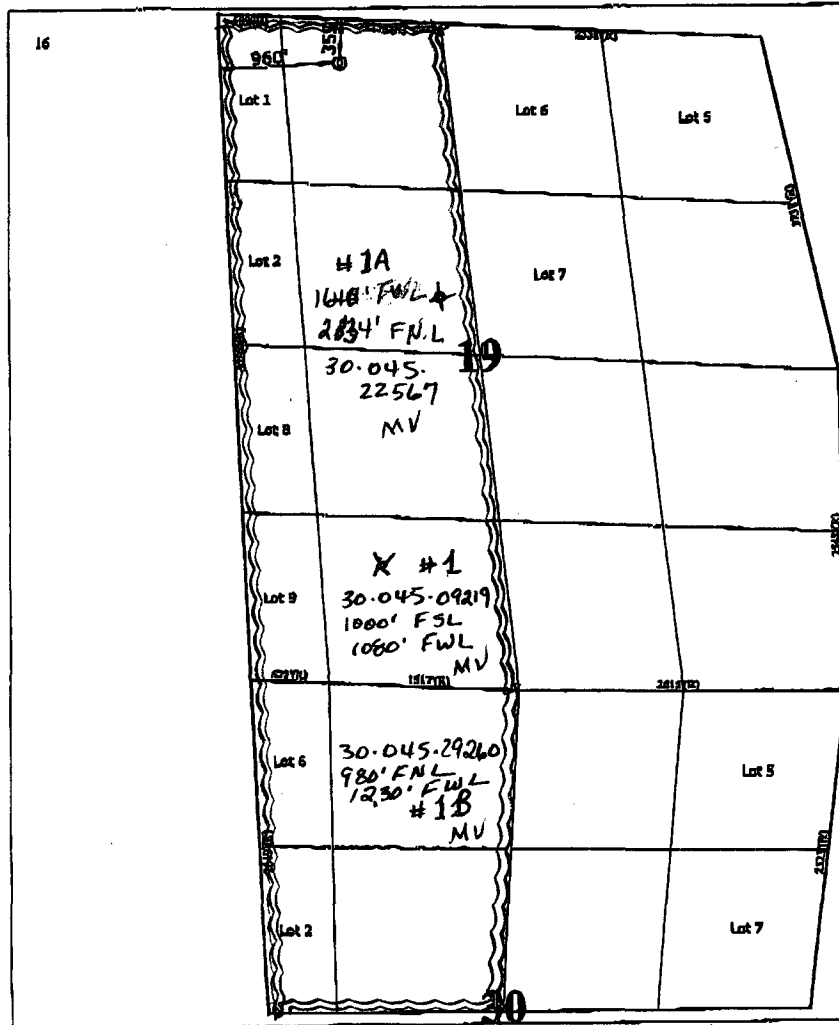 16
960'
Lot 1
Lot 6
Lot 5
Lot 2
Lot 7
# 1A
FWL
FNL
19
30.045.
22567
MV
Lot 8
X #1
Lot 9
30.045.09219
1000' FSL
1080' FWL
MV
1517(R)
2615(R)
Lot 6
30.045.29260
980' FNL
1230' FWL
#1B
MV
Lot 5
Lot 2
Lot 7